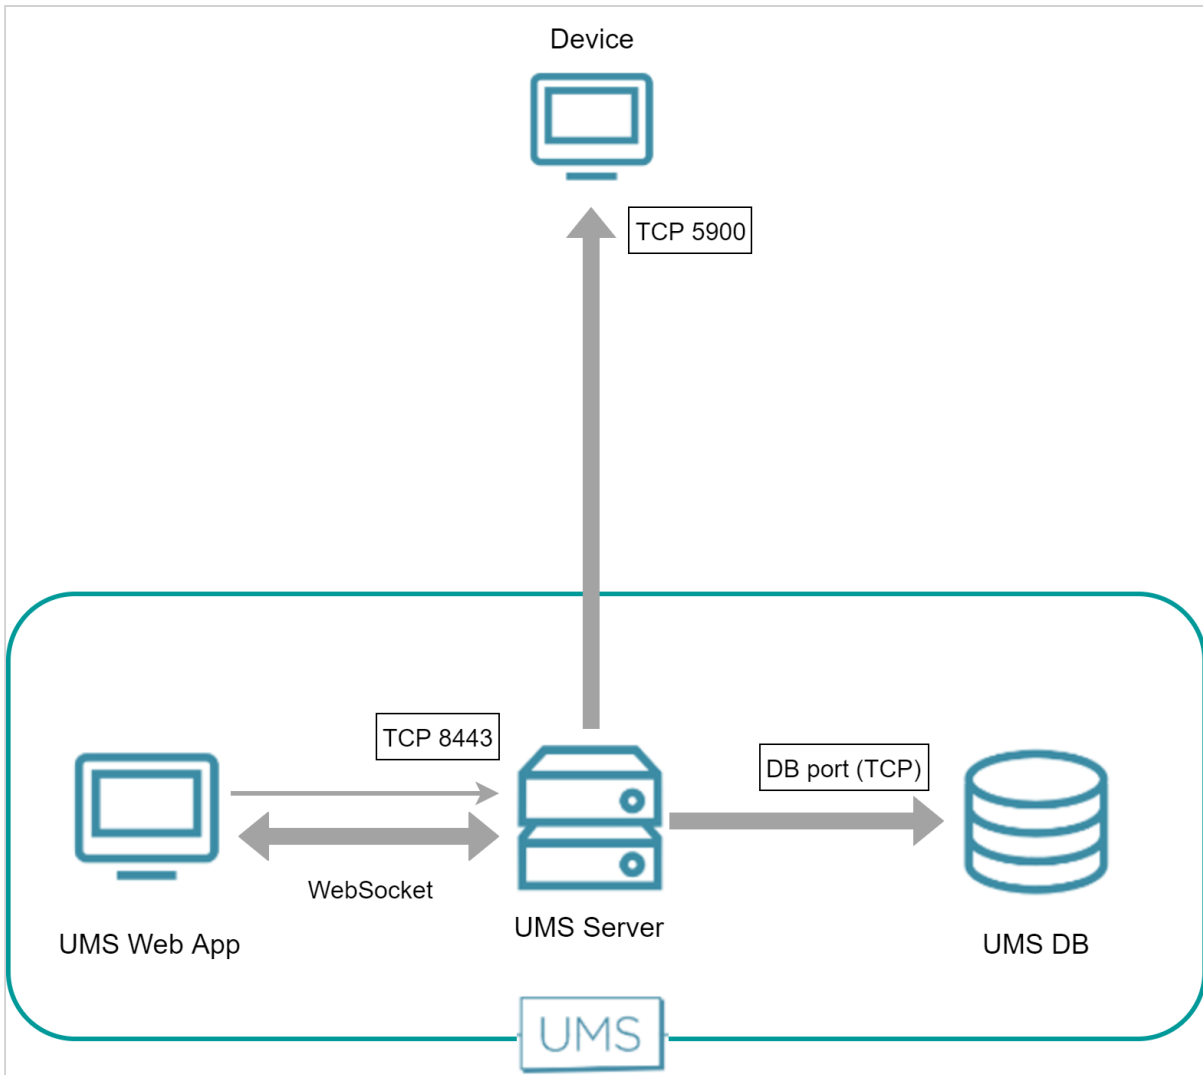 Device
TCP 5900
TCP 8443
DB port (TCP)
WebSocket
UMS Web App
UMS Server
UMS DB
UMS